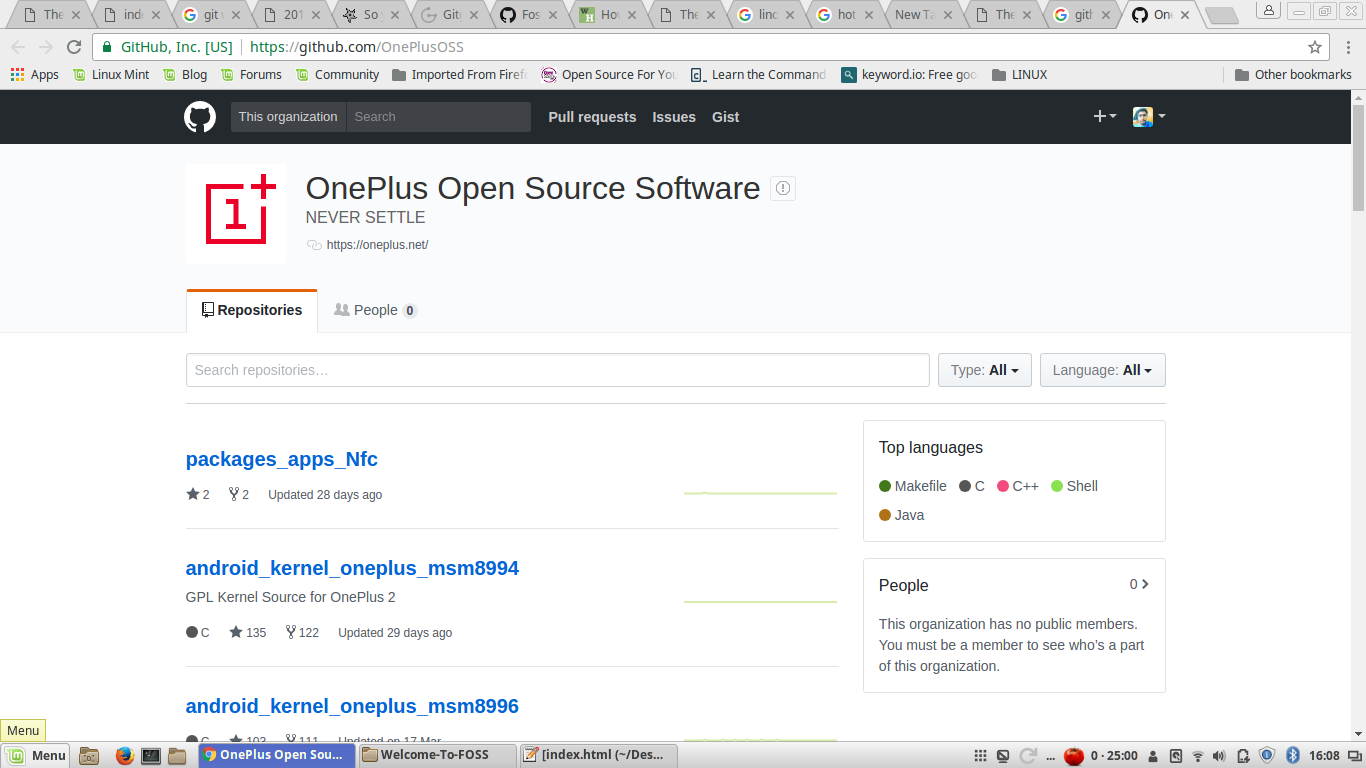 The
inde
git
201
So
Gite
Fos
How
The
linc
hot
New Ta
The
gith
One
GitHub, Inc. [US]
https://github.com/OnePlusOSS
Apps
Linux Mint
Blog
Forums
Community
Imported From Firef
Open Source For You
Learn the Command
keyword.io: Free goo
LINUX
Other bookmarks
This organization
Search
Pull requests
Issues
Gist
OnePlus Open Source Software
NEVER SETTLE
https://oneplus.net/
Repositories
People 0
Search repositories…
Type: All
Language: All
packages_apps_Nfc
2 2 Updated 28 days ago
android_kernel_oneplus_msm8994
GPL Kernel Source for OnePlus 2
C 135 122 Updated 29 days ago
android_kernel_oneplus_msm8996
C 103 111 Updated on 17 Mar
Top languages
Makefile C C++ Shell
Java
People 0
This organization has no public members.
You must be a member to see who's a part
of this organization.
Menu
Menu
OnePlus Open Sou...
Welcome-To-FOSS
[index.html (~/Des...
...
0 · 25:00
16:08